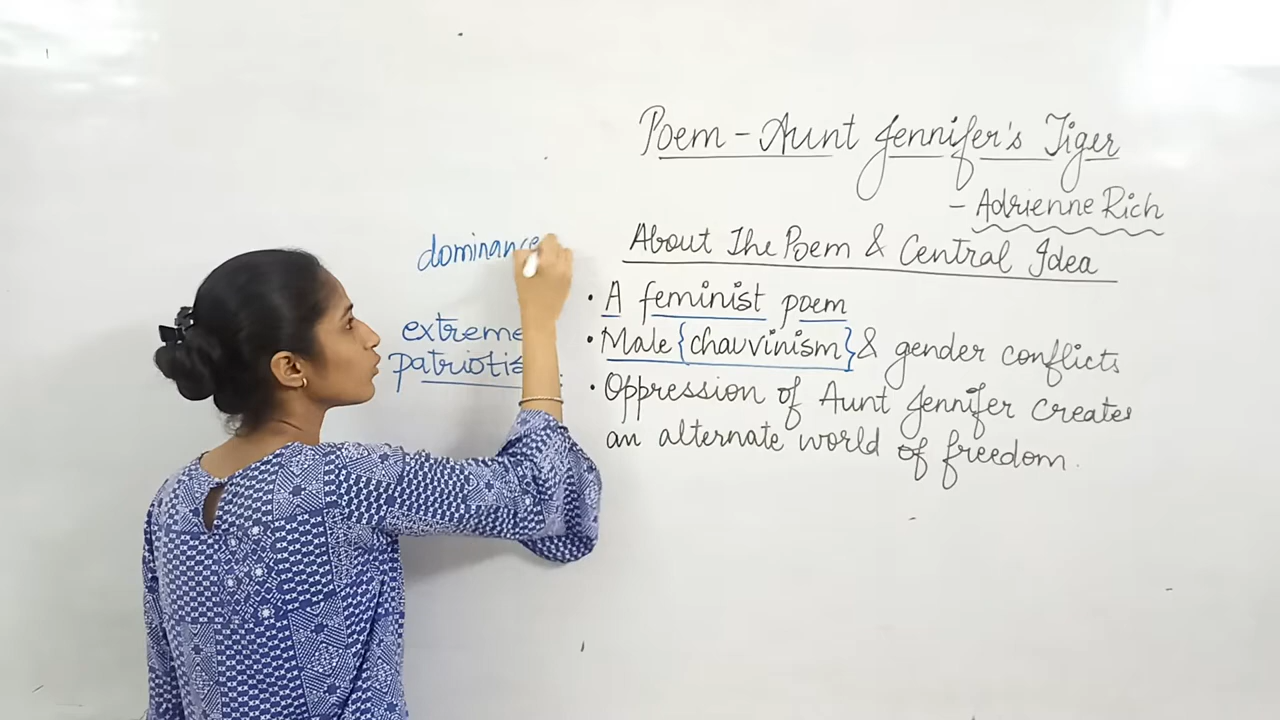 Poem - Aunt Jennifer's Tiger
- Adrienne Rich
About The Poem & Central Idea
• A feminist poem
• Male {chauvinism} & gender conflicts
• Oppression of Aunt Jennifer creates
an alternate world of freedom.
dominance
extreme